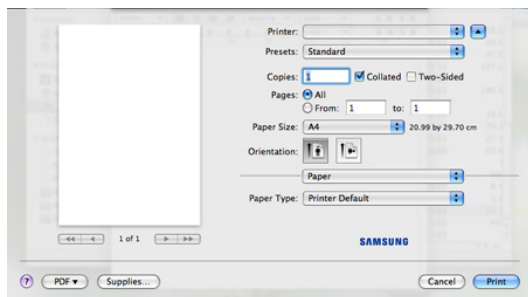 Printer:
Presets: Standard
Copies: 1 Collated Two-Sided
Pages: All
From: 1 to: 1
Paper Size: A4 20.99 by 29.70 cm
Orientation:
Paper
Paper Type: Printer Default
1 of 1
SAMSUNG
? PDF Supplies... Cancel Print